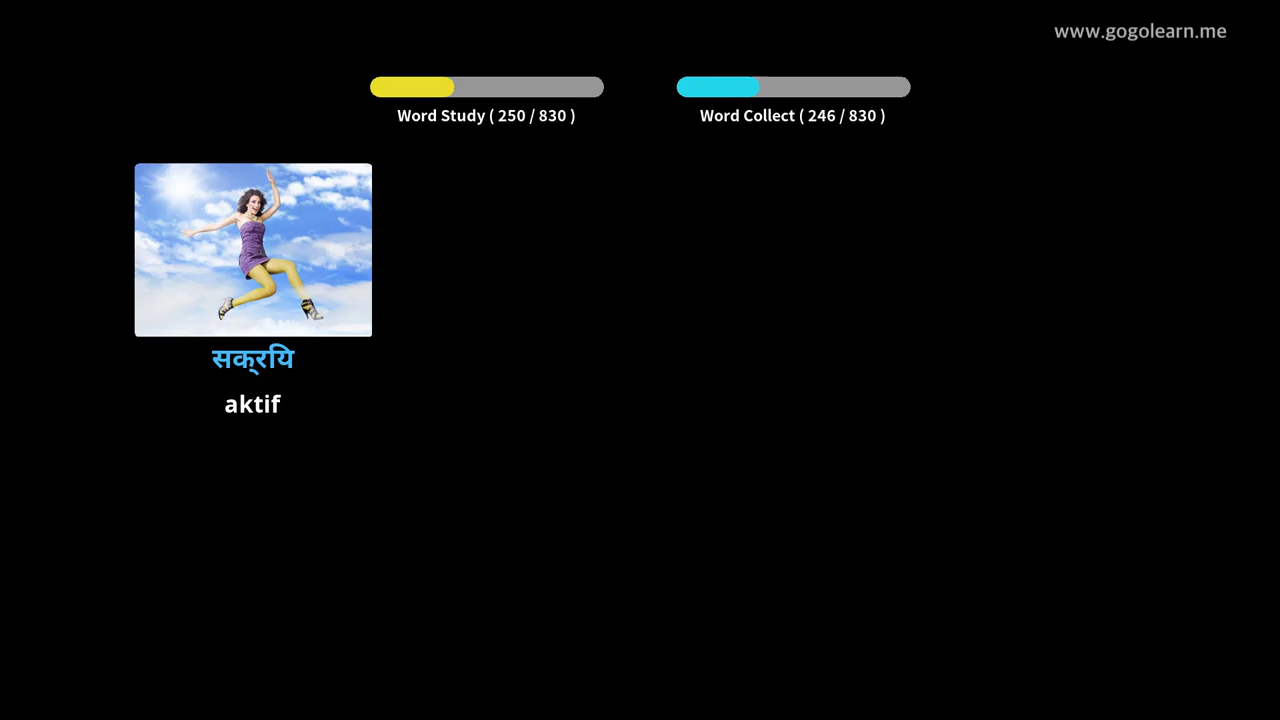 www.gogolearn.me
Word Study ( 250 / 830 )
Word Collect ( 246 / 830 )
सक्रयि
aktif